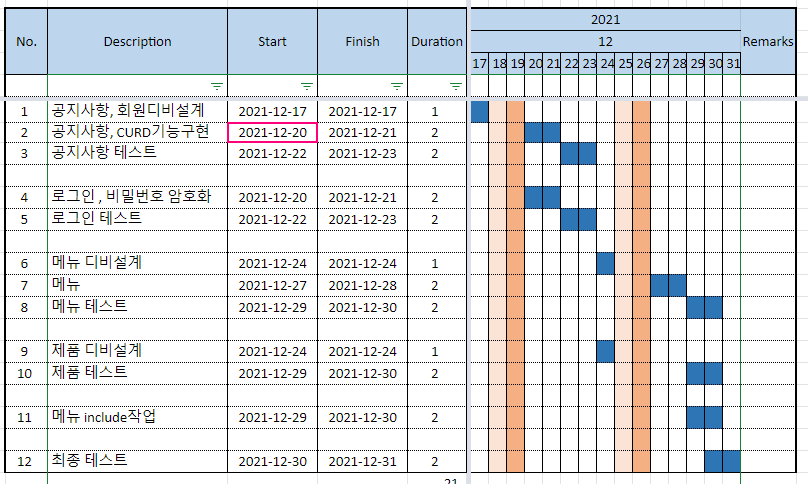 2021
No. Description Start Finish Duration 12 Remarks
17 18 19 20 21 22 23 24 25 26 27 28 29 30 31
1 공지사항, 회원디비설계 2021-12-17 2021-12-17 1
2 공지사항, CURD기능구현 2021-12-20 2021-12-21 2
3 공지사항 테스트 2021-12-22 2021-12-23 2
4 로그인 , 비밀번호 암호화 2021-12-20 2021-12-21 2
5 로그인 테스트 2021-12-22 2021-12-23 2
6 메뉴 디비설계 2021-12-24 2021-12-24 1
7 메뉴 2021-12-27 2021-12-28 2
8 메뉴 테스트 2021-12-29 2021-12-30 2
9 제품 디비설계 2021-12-24 2021-12-24 1
10 제품 테스트 2021-12-29 2021-12-30 2
11 메뉴 include작업 2021-12-29 2021-12-30 2
12 최종 테스트 2021-12-30 2021-12-31 2
21